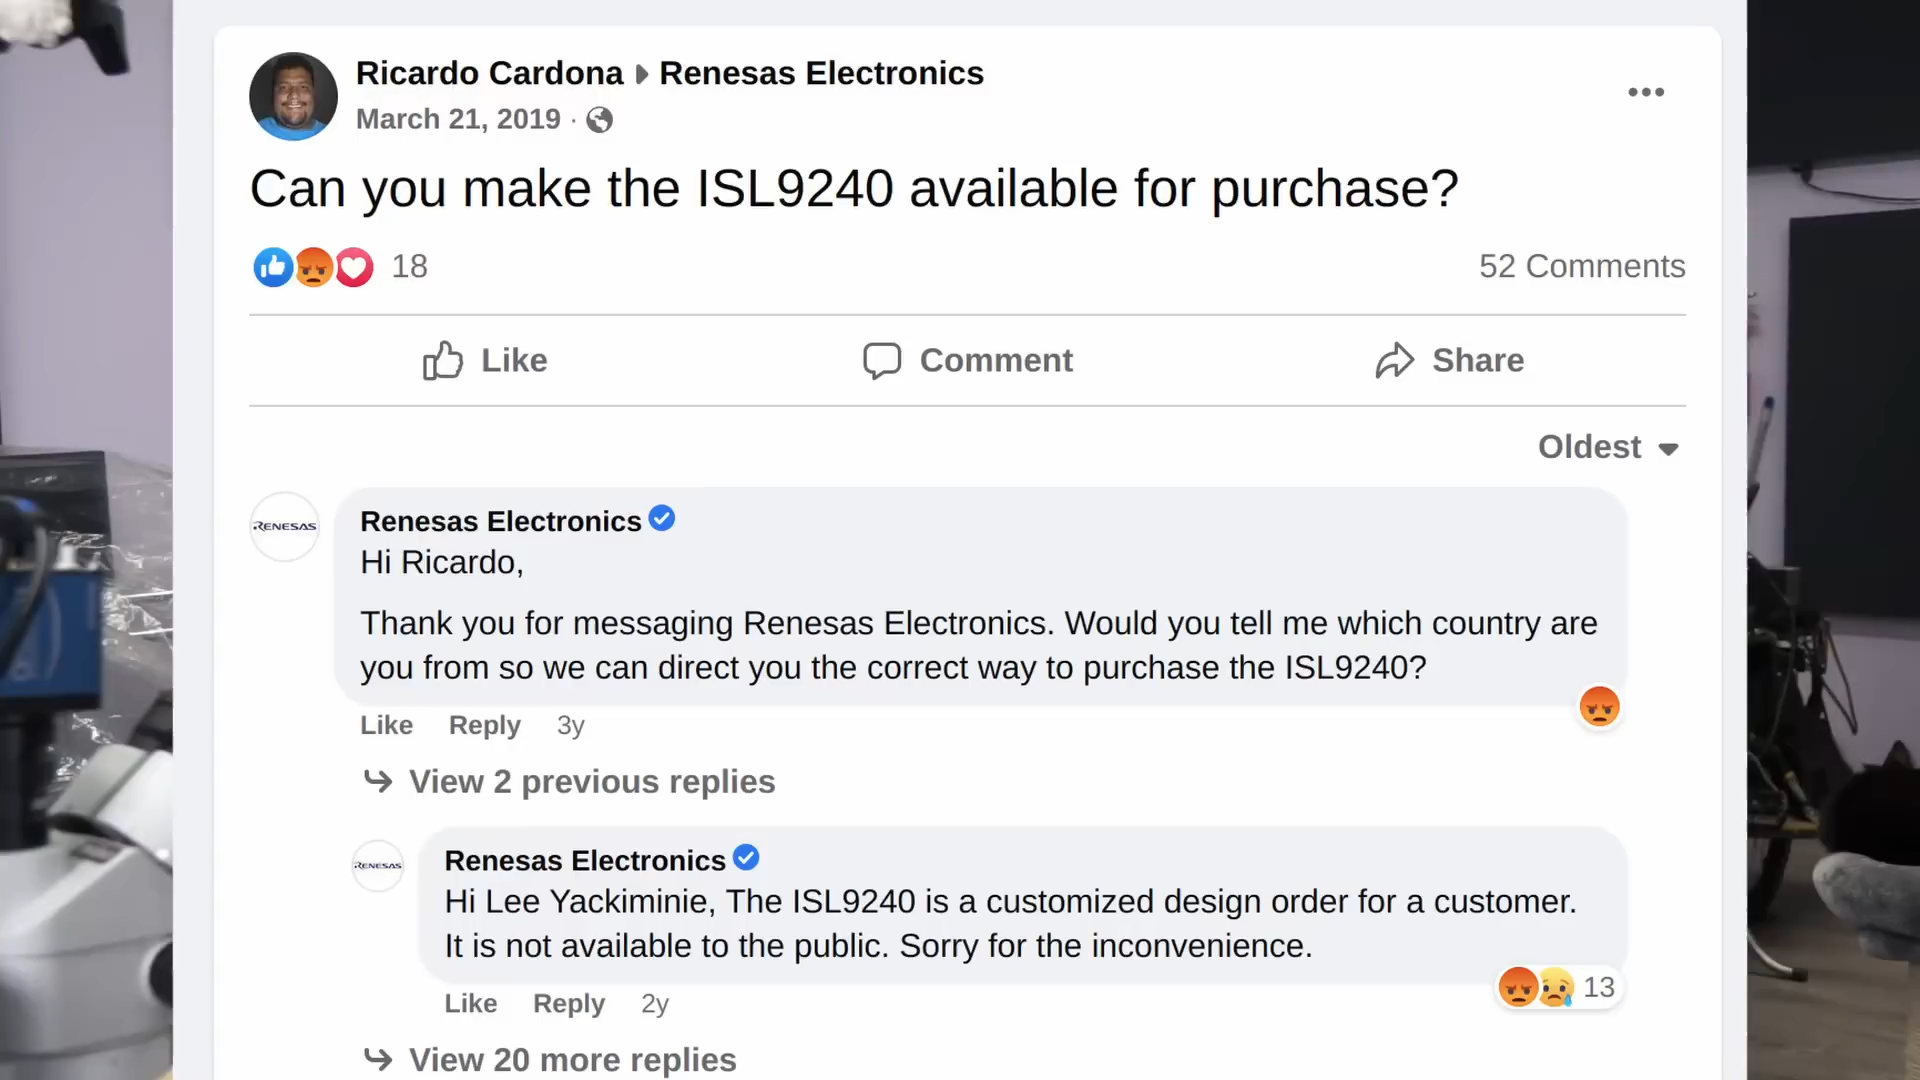 Ricardo Cardona Renesas Electronics
March 21, 2019 ·
Can you make the ISL9240 available for purchase?
18
52 Comments
Like
Comment
Share
Oldest
RENESAS
Renesas Electronics
Hi Ricardo,
Thank you for messaging Renesas Electronics. Would you tell me which country are
you from so we can direct you the correct way to purchase the ISL9240?
Like Reply 3y
View 2 previous replies
RENESAS
Renesas Electronics
Hi Lee Yackiminie, The ISL9240 is a customized design order for a customer.
It is not available to the public. Sorry for the inconvenience.
13
Like Reply 2y
View 20 more replies